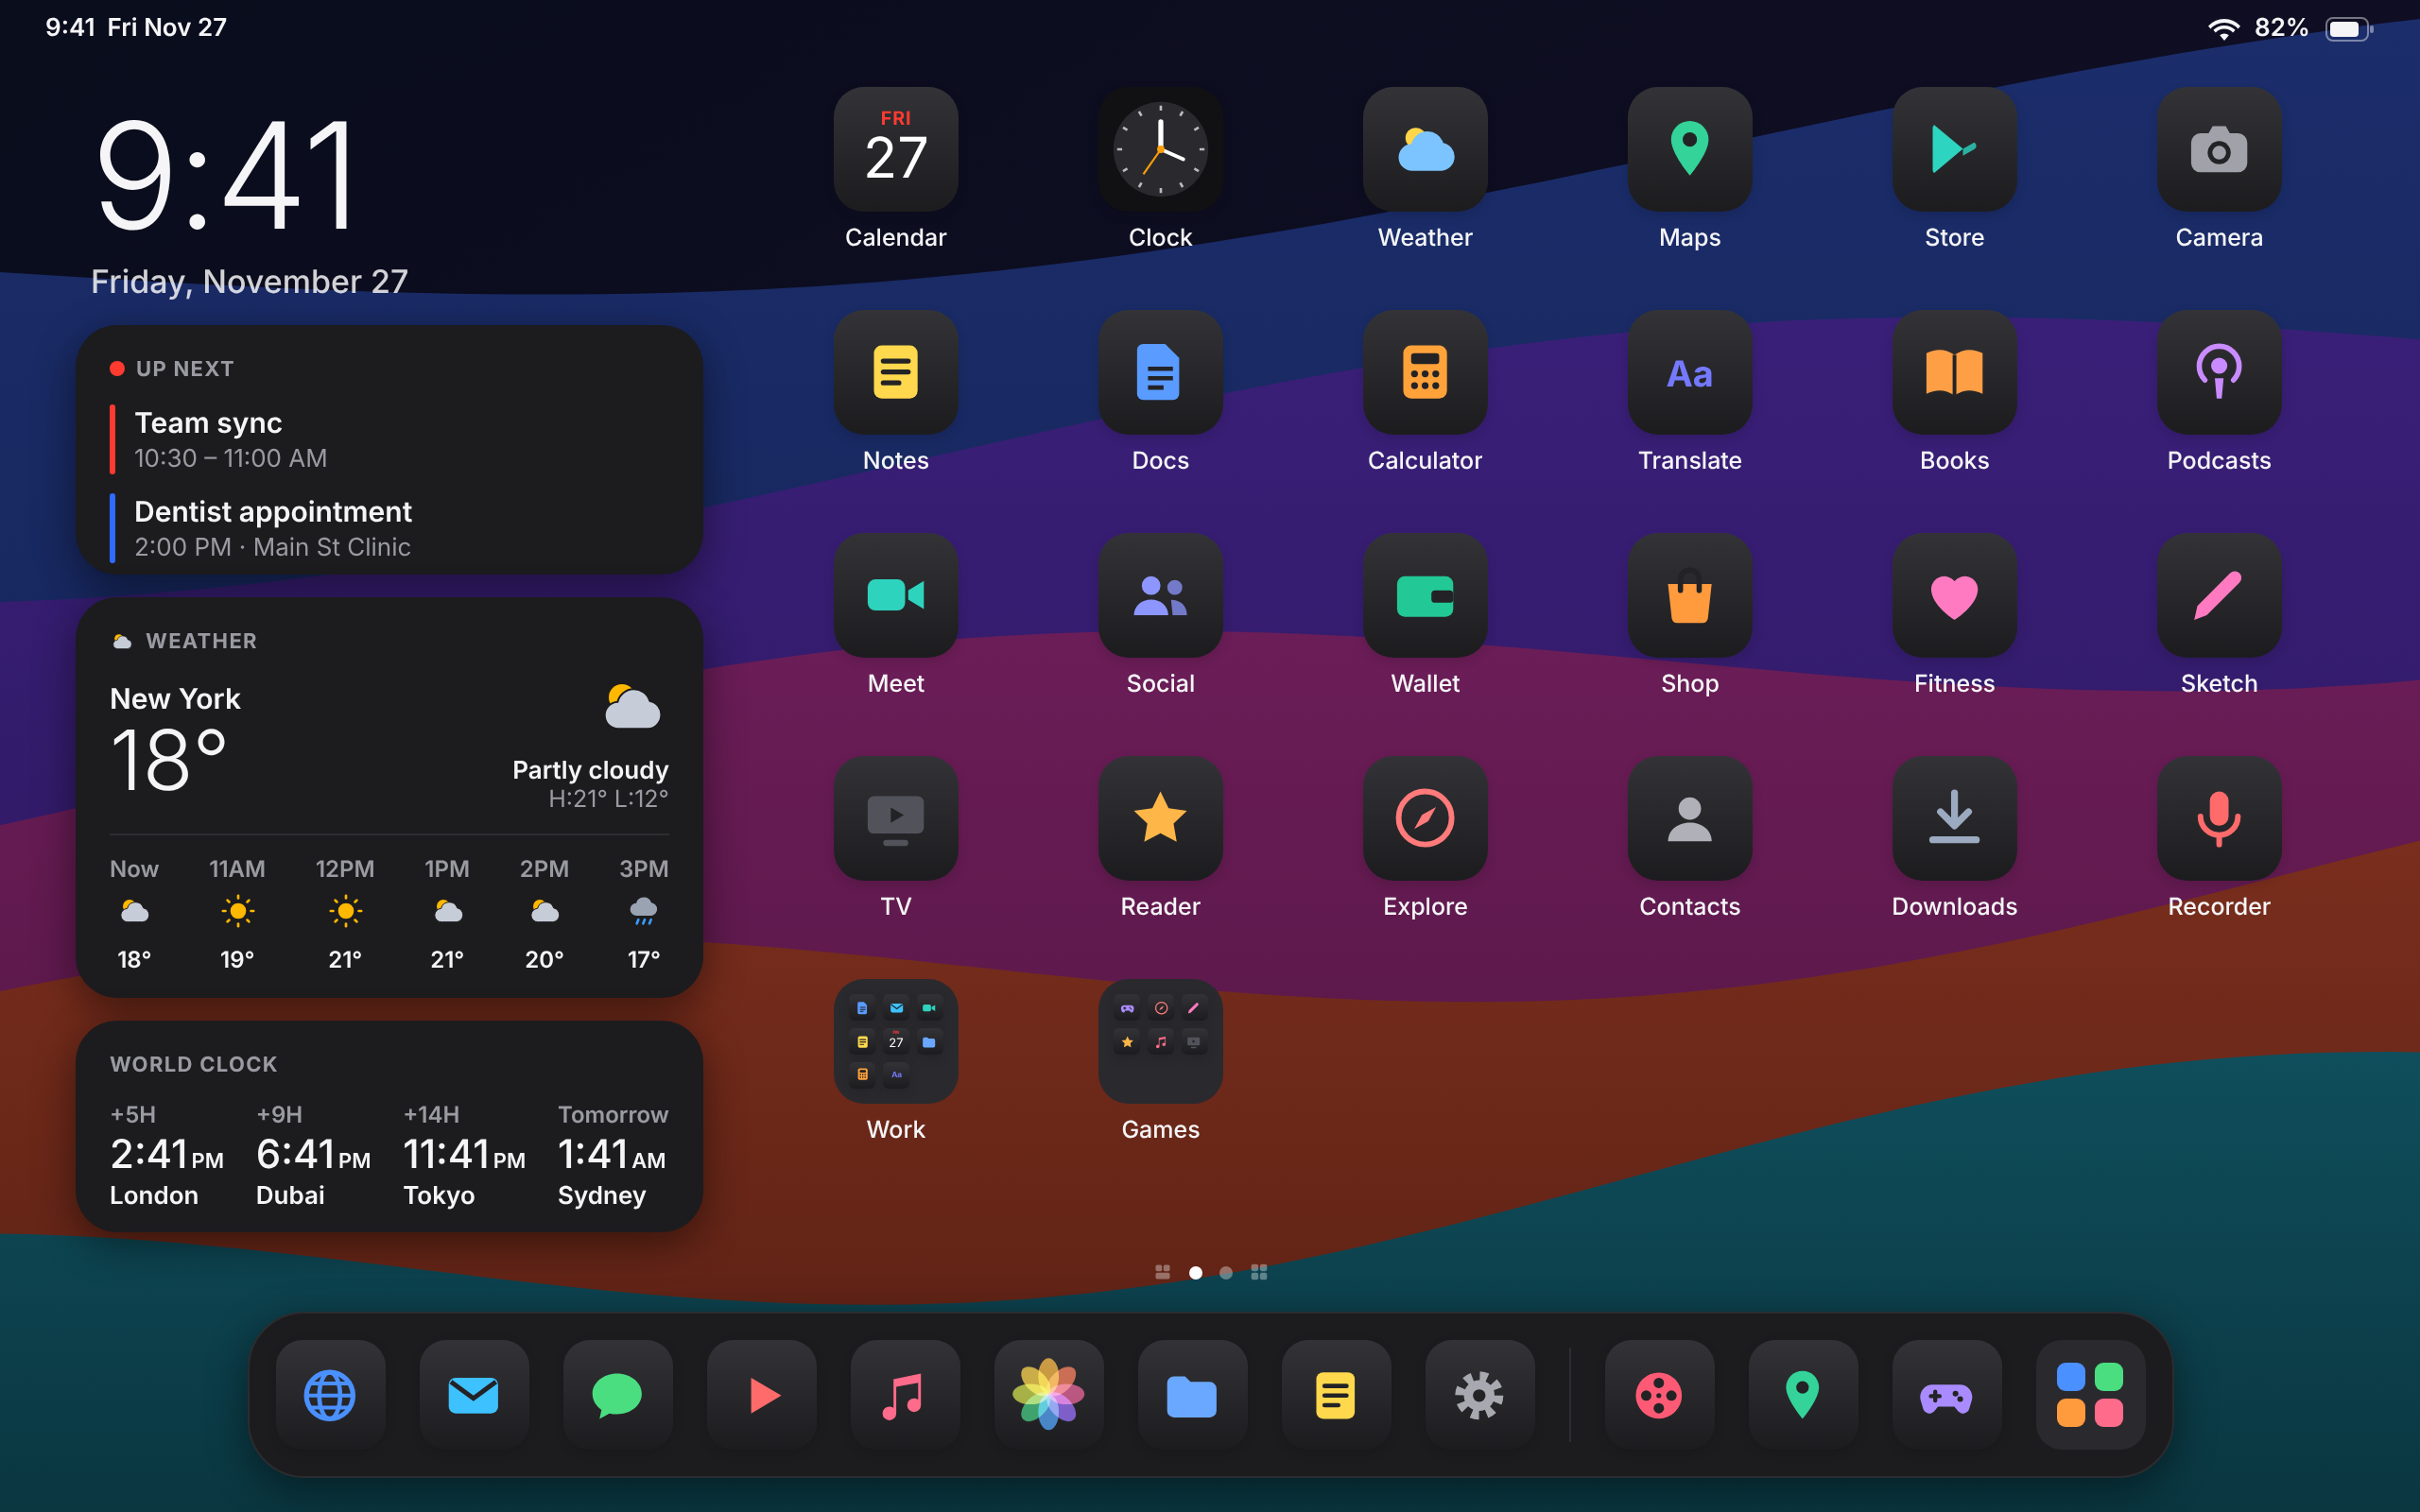 9:41 Fri Nov 27
82%
9:41
Friday, November 27
UP NEXT
Team sync
10:30 – 11:00 AM
Dentist appointment
2:00 PM · Main St Clinic
WEATHER
New York
18°
Partly cloudy
H:21° L:12°
Now 11AM 12PM 1PM 2PM 3PM
18° 19° 21° 21° 20° 17°
WORLD CLOCK
+5H +9H +14H Tomorrow
2:41PM 6:41PM 11:41PM 1:41AM
London Dubai Tokyo Sydney
FRI
27
Calendar Clock Weather Maps Store Camera
Aa
Notes Docs Calculator Translate Books Podcasts
Meet Social Wallet Shop Fitness Sketch
TV Reader Explore Contacts Downloads Recorder
27
Aa
Work Games